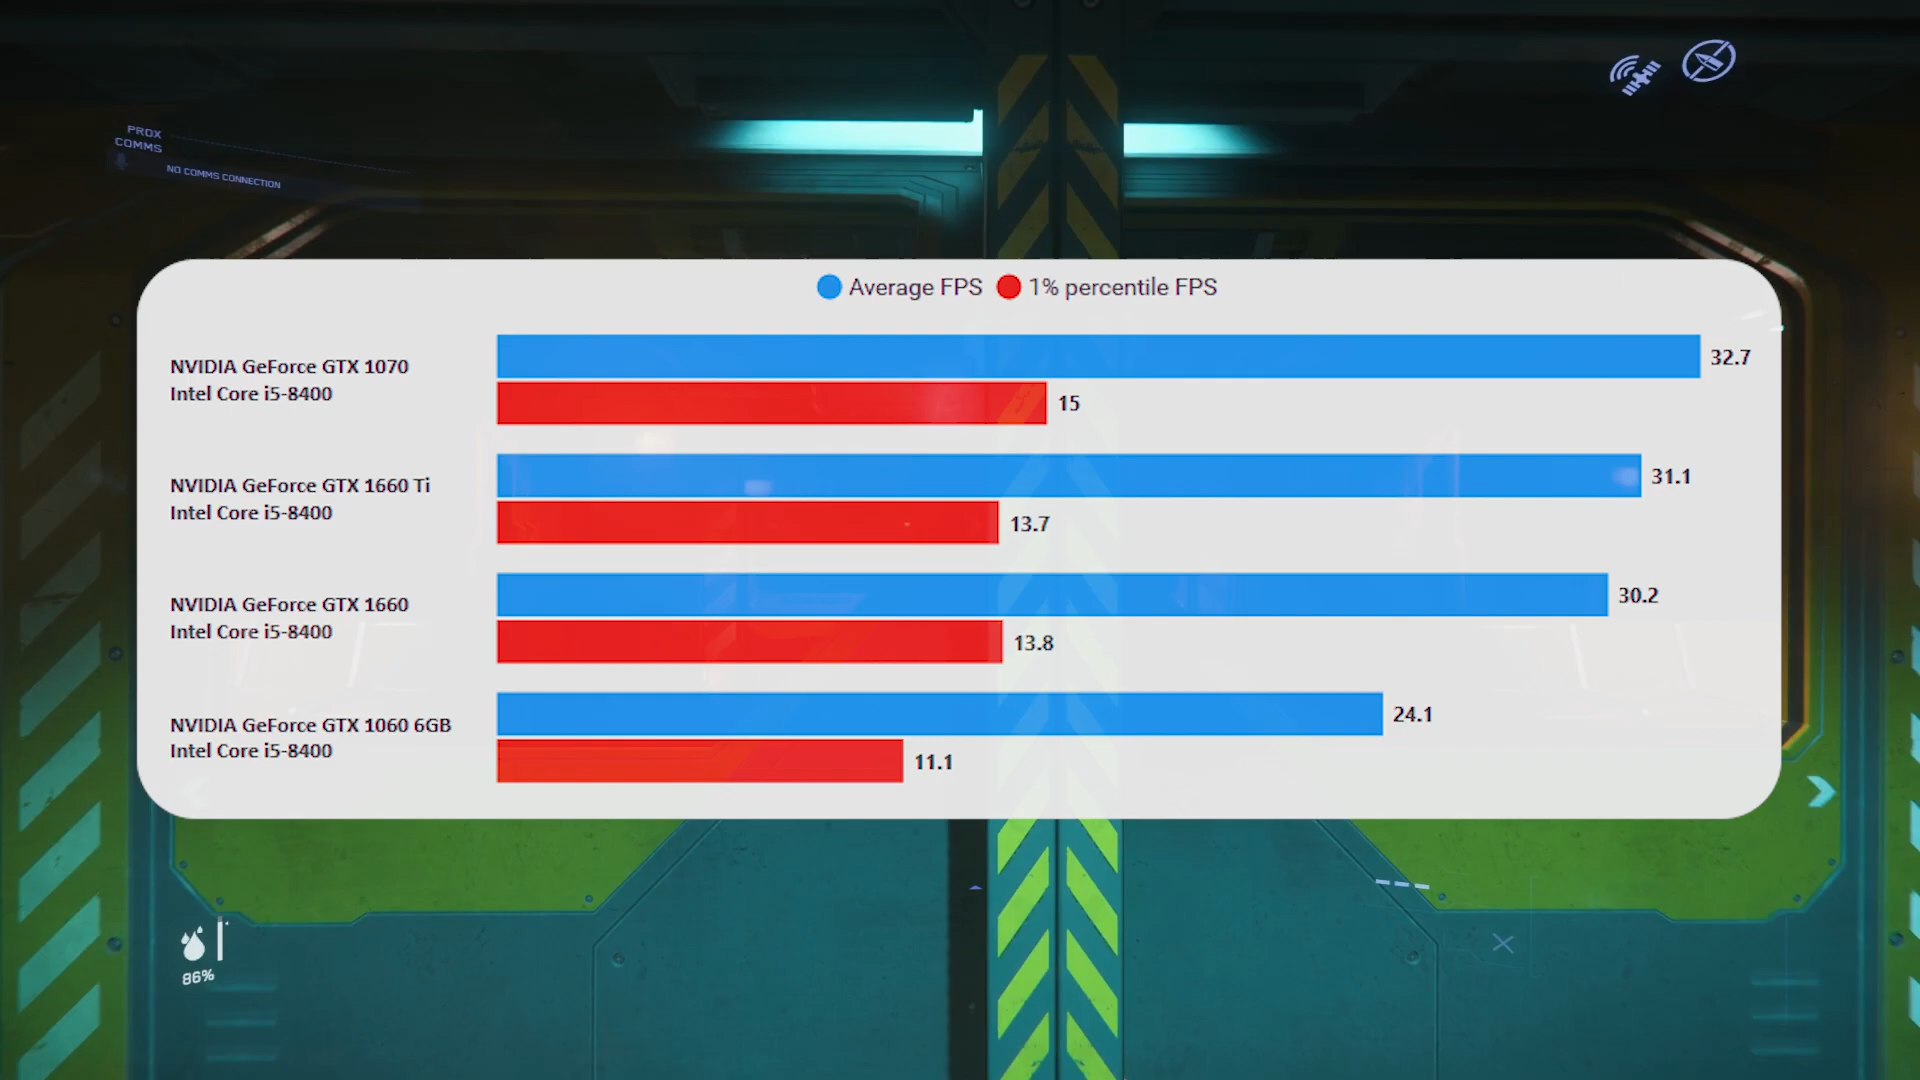 PROX
COMMS
NO COMMS CONNECTION
Average FPS 1% percentile FPS
NVIDIA GeForce GTX 1070
Intel Core i5-8400
32.7
15
NVIDIA GeForce GTX 1660 Ti
Intel Core i5-8400
31.1
13.7
NVIDIA GeForce GTX 1660
Intel Core i5-8400
30.2
13.8
NVIDIA GeForce GTX 1060 6GB
Intel Core i5-8400
24.1
11.1
86%